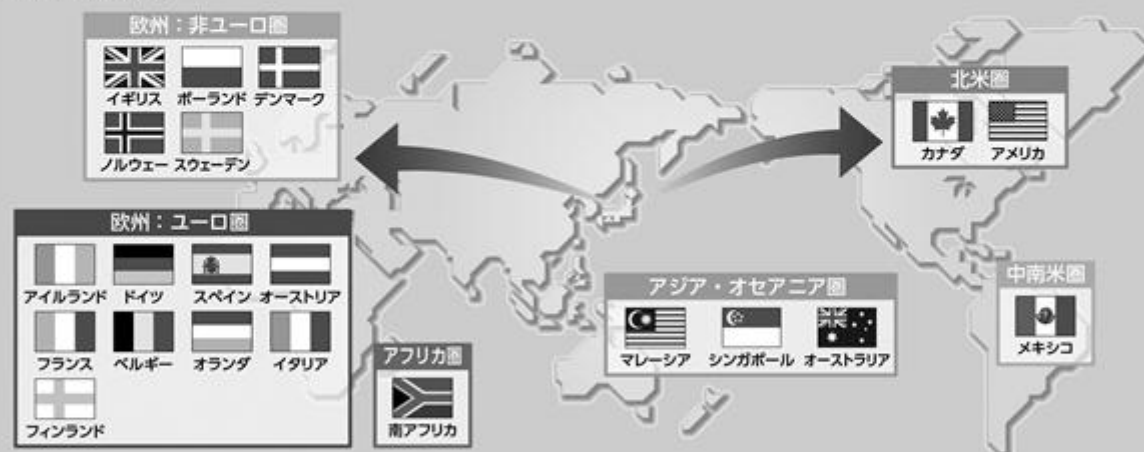 欧州：非ユーロ圏
イギリス ポーランド デンマーク
ノルウェー スウェーデン
北米圏
カナダ アメリカ
欧州：ユーロ圏
アイルランド ドイツ スペイン オーストリア
フランス ベルギー オランダ イタリア
フィンランド
アフリカ圏
南アフリカ
アジア・オセアニア圏
マレーシア シンガポール オーストラリア
中南米圏
メキシコ